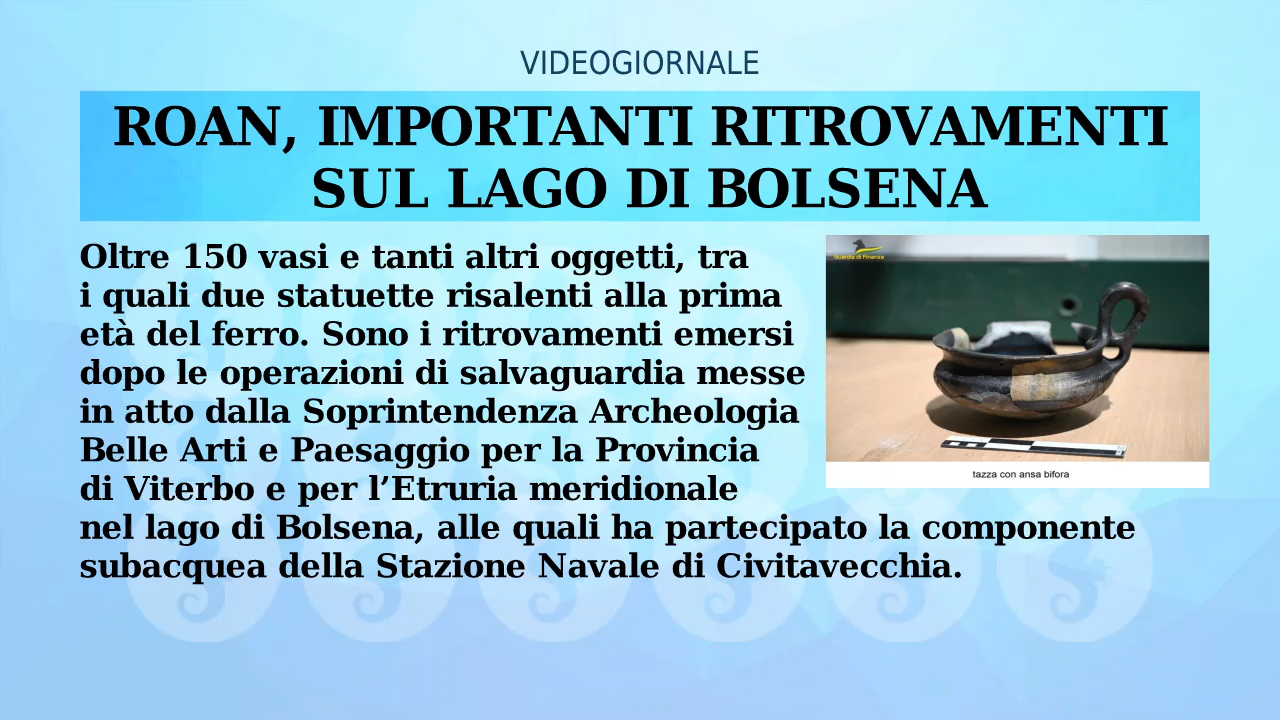 VIDEOGIORNALE
ROAN, IMPORTANTI RITROVAMENTI
SUL LAGO DI BOLSENA
Oltre 150 vasi e tanti altri oggetti, tra
i quali due statuette risalenti alla prima
età del ferro. Sono i ritrovamenti emersi
dopo le operazioni di salvaguardia messe
in atto dalla Soprintendenza Archeologia
Belle Arti e Paesaggio per la Provincia
di Viterbo e per l’Etruria meridionale
nel lago di Bolsena, alle quali ha partecipato la componente
subacquea della Stazione Navale di Civitavecchia.
Guardia di Finanza
tazza con ansa bifora